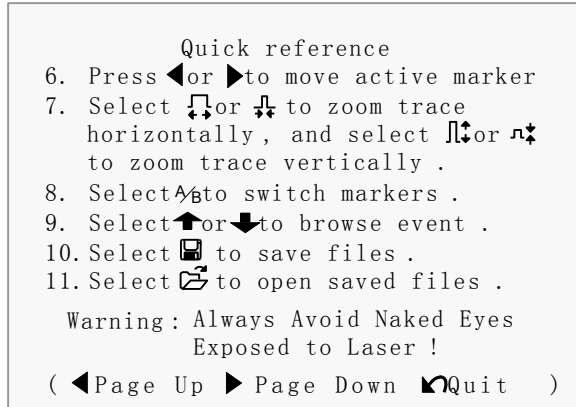 Quick reference
6. Press ◀or ▶to move active marker
7. Select or to zoom trace
horizontally, and select or
to zoom trace vertically .
8. Select A/B to switch markers .
9. Select ⬆or ⬇to browse event .
10. Select to save files .
11. Select to open saved files .
Warning : Always Avoid Naked Eyes
Exposed to Laser !
( ◀Page Up ▶ Page Down Quit )